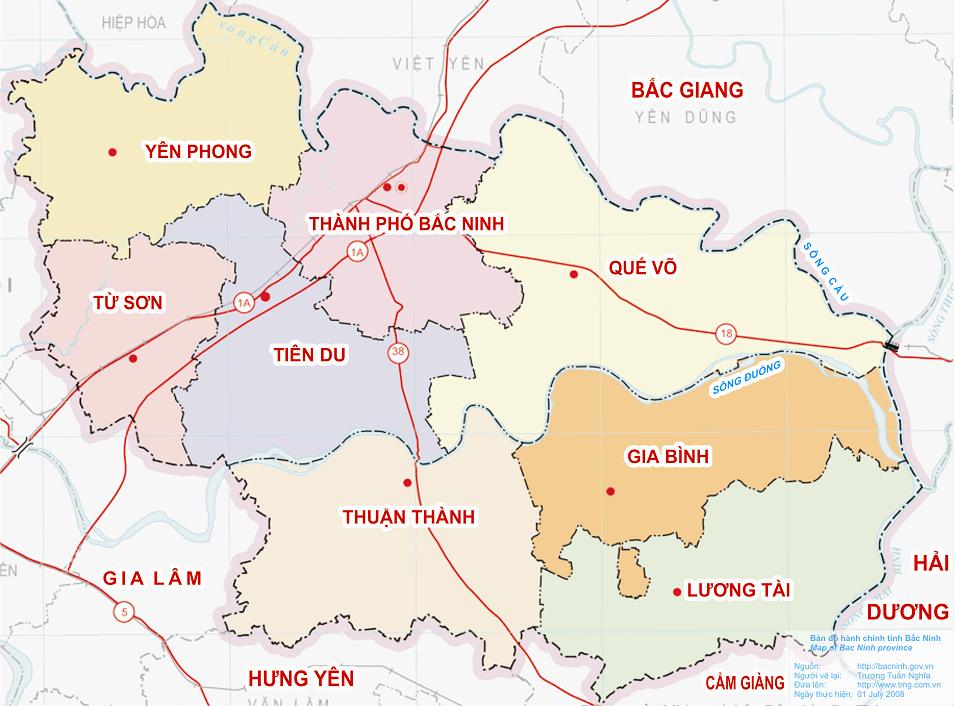 HIỆP HÒA
sông Cầu
VIỆT YÊN
BẮC GIANG
YÊN DŨNG
YÊN PHONG
THÀNH PHỐ BẮC NINH
1A
QUẾ VÕ
SÔNG CẦU
TỪ SƠN
1A
18
SÔNG THƯ
TIÊN DU
38
SÔNG ĐUỐNG
GIA BÌNH
THUẬN THÀNH
GIA LÂM
5
LƯƠNG TÀI
HẢI
DƯƠNG
HƯNG YÊN
VĂN LÂM
CẨM GIÀNG
Bản đồ hành chính tỉnh Bắc Ninh
Map of Bac Ninh province
Nguồn: http://bacninh.gov.vn
Người vẽ lại: Trương Tuấn Nghĩa
Đưa lên: http://www.tmg.com.vn
Ngày thực hiện: 01 July 2008